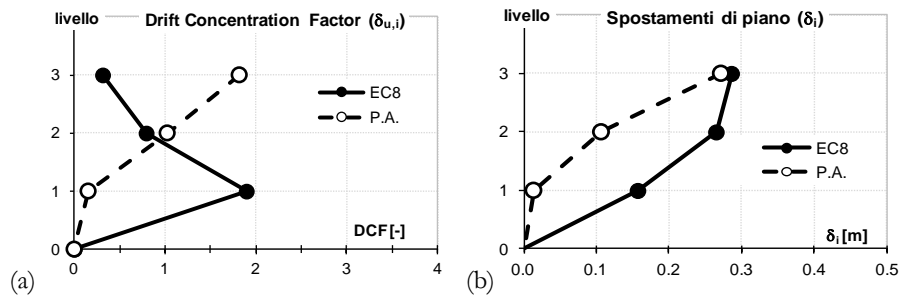 livello Drift Concentration Factor (δu,i)
3
2
1
0
EC8
P.A.
DCF[-]
0 1 2 3 4
(a)
livello Spostamenti di piano (δi)
3
2
1
0
EC8
P.A.
δi[m]
0.0 0.1 0.2 0.3 0.4 0.5
(b)